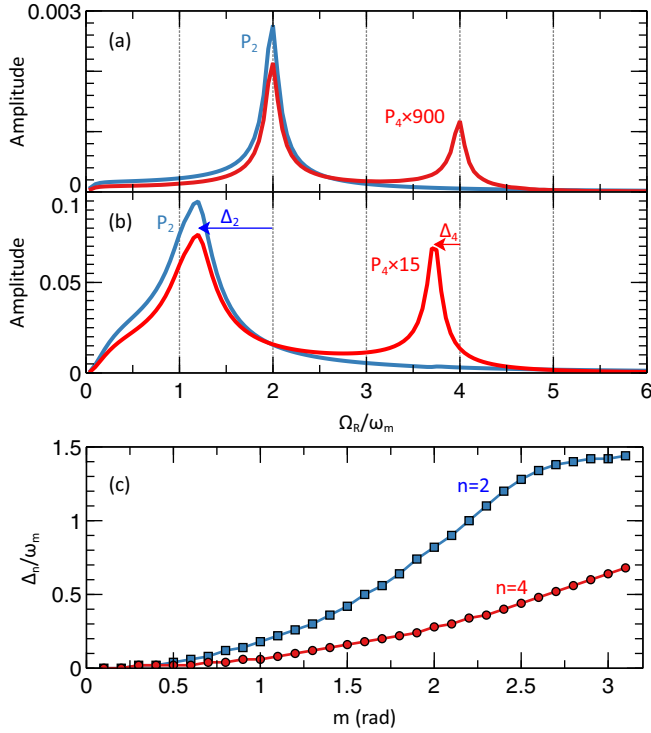 0.003
(a)
P2
P4×900
Amplitude
0
0.1
(b)
P2
Δ2
Δ4
P4×15
0.05
Amplitude
0
0 1 2 3 4 5 6
ΩR/ωm
1.5
(c)
n=2
1
Δn/ωm
0.5
n=4
0
0 0.5 1 1.5 2 2.5 3
m (rad)